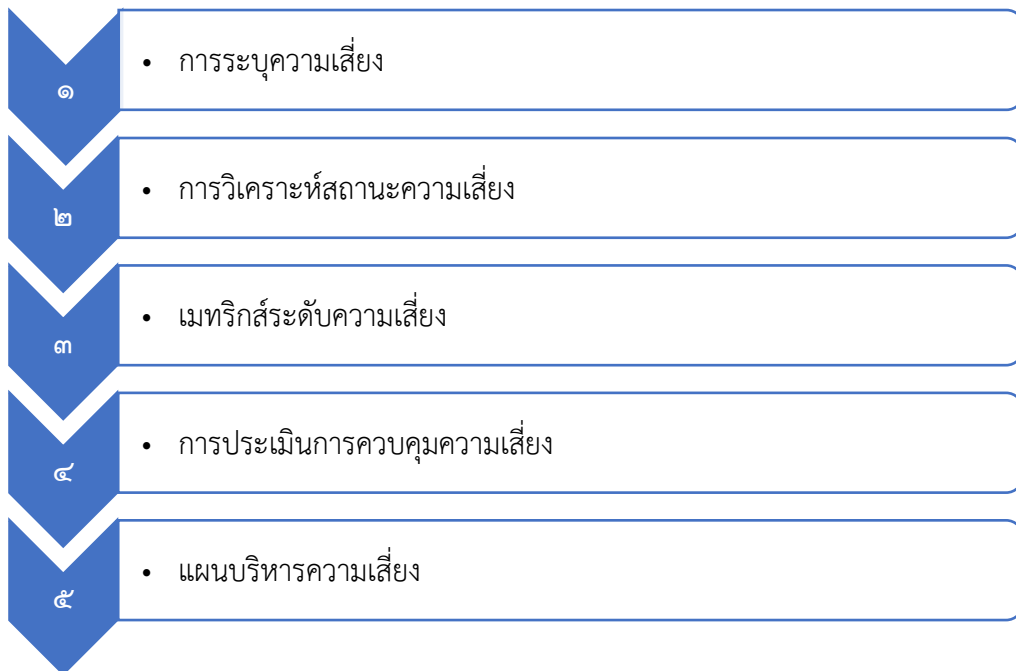 ๑
• การระบุความเสี่ยง
๒
• การวิเคราะห์สถานะความเสี่ยง
๓
• เมทริกส์ระดับความเสี่ยง
๔
• การประเมินการควบคุมความเสี่ยง
๕
• แผนบริหารความเสี่ยง